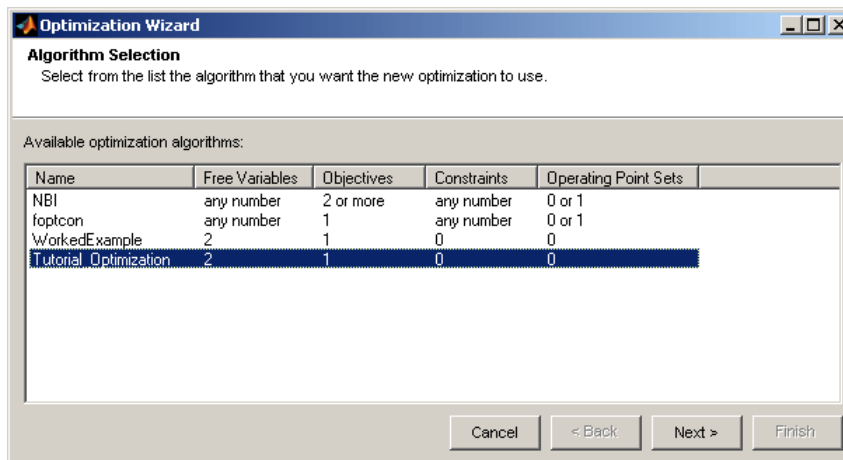 Optimization Wizard
Algorithm Selection
Select from the list the algorithm that you want the new optimization to use.
Available optimization algorithms:
Name Free Variables Objectives Constraints Operating Point Sets
NBI any number 2 or more any number 0 or 1
foptcon any number 1 any number 0 or 1
WorkedExample 2 1 0 0
Tutorial_Optimization 2 1 0 0
Cancel < Back Next > Finish